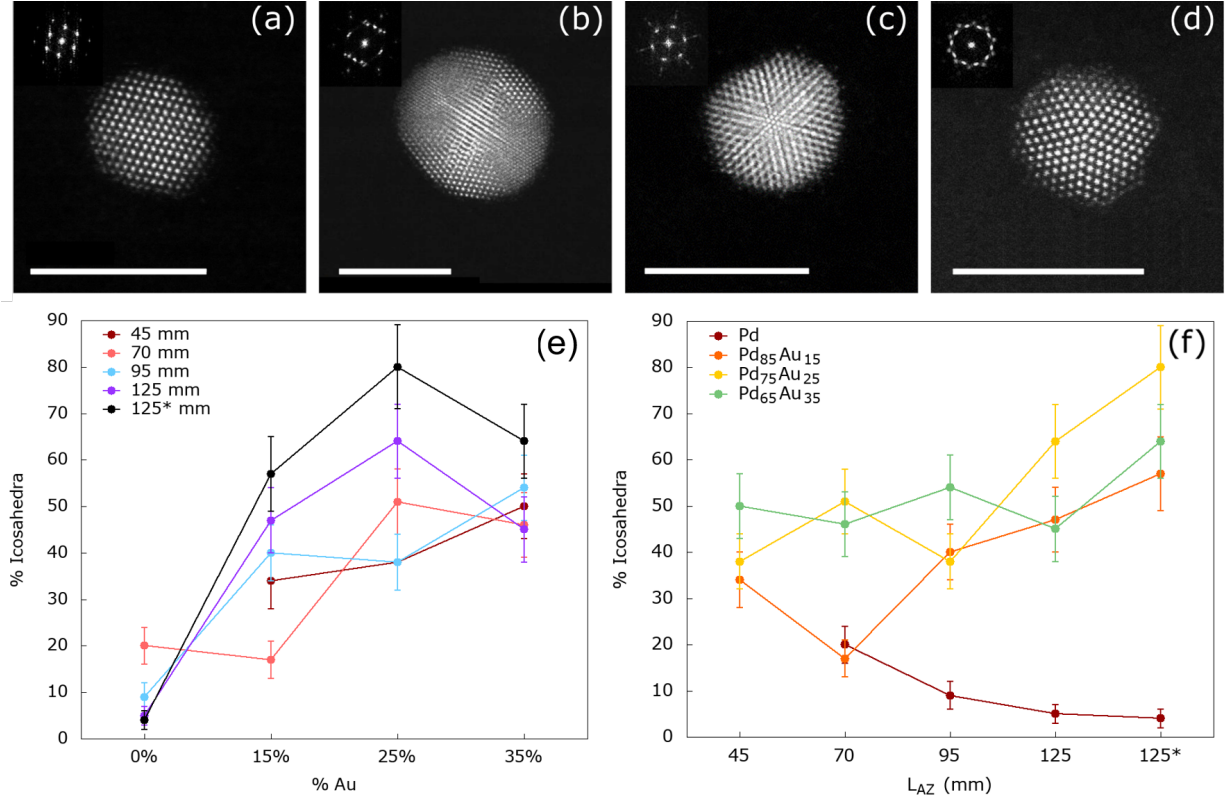 (a)
(b)
(c)
(d)
(e)
90
80
70
60
50
40
30
20
10
0
% Icosahedra
45 mm
70 mm
95 mm
125 mm
125* mm
0% 15% 25% 35%
% Au
(f)
90
80
70
60
50
40
30
20
10
0
% Icosahedra
Pd
Pd₈₅Au₁₅
Pd₇₅Au₂₅
Pd₆₅Au₃₅
45 70 95 125 125*
L_AZ (mm)